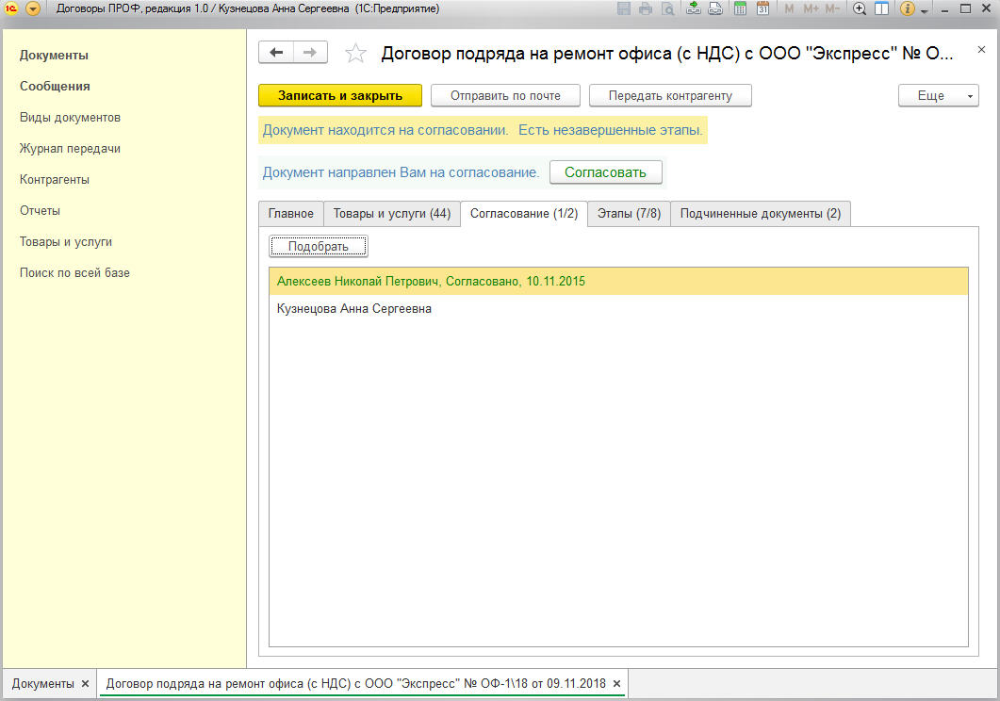 Договоры ПРОФ, редакция 1.0 / Кузнецова Анна Сергеевна (1С:Предприятие)
31 M M+ M-
Документы
Сообщения
Виды документов
Журнал передачи
Контрагенты
Отчеты
Товары и услуги
Поиск по всей базе
Договор подряда на ремонт офиса (с НДС) с ООО "Экспресс" № О...
Записать и закрыть
Отправить по почте
Передать контрагенту
Еще
Документ находится на согласовании. Есть незавершенные этапы.
Документ направлен Вам на согласование.
Согласовать
Главное
Товары и услуги (44)
Согласование (1/2)
Этапы (7/8)
Подчиненные документы (2)
Подобрать
Алексеев Николай Петрович, Согласовано, 10.11.2015
Кузнецова Анна Сергеевна
Документы
Договор подряда на ремонт офиса (с НДС) с ООО "Экспресс" № ОФ-1\18 от 09.11.2018